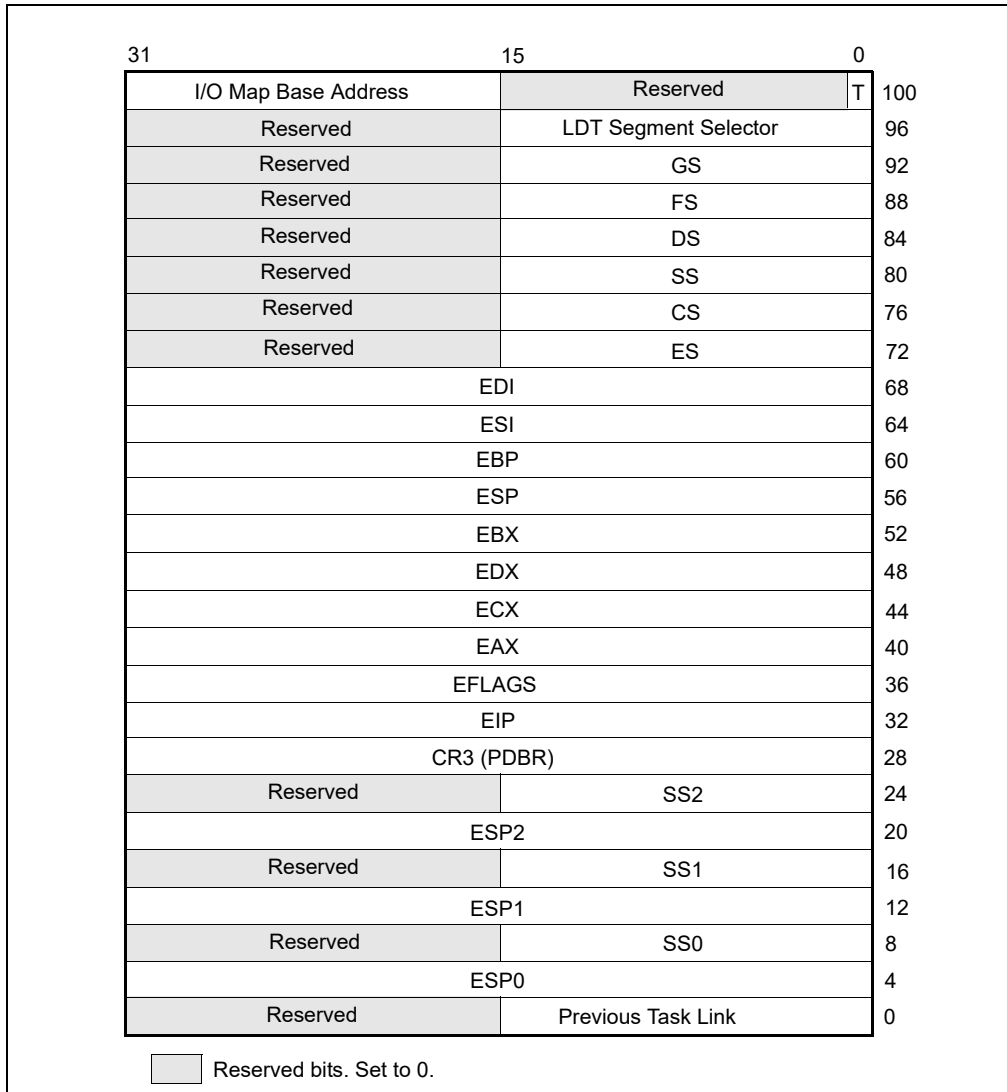 31 15 0
I/O Map Base Address Reserved T 100
Reserved LDT Segment Selector 96
Reserved GS 92
Reserved FS 88
Reserved DS 84
Reserved SS 80
Reserved CS 76
Reserved ES 72
EDI 68
ESI 64
EBP 60
ESP 56
EBX 52
EDX 48
ECX 44
EAX 40
EFLAGS 36
EIP 32
CR3 (PDBR) 28
Reserved SS2 24
ESP2 20
Reserved SS1 16
ESP1 12
Reserved SS0 8
ESP0 4
Reserved Previous Task Link 0
Reserved bits. Set to 0.